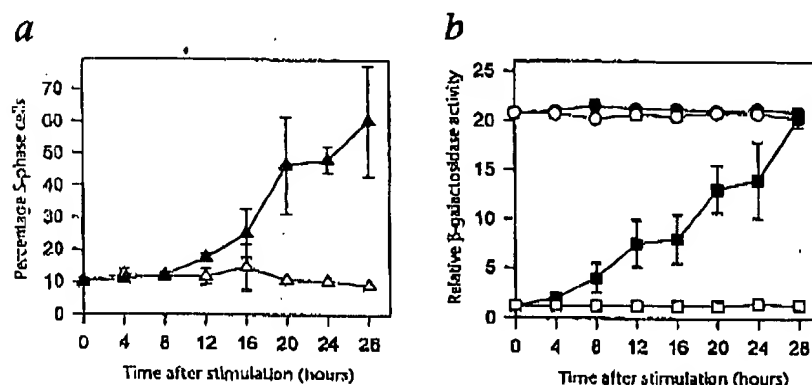 a
Percentage S-phase cells
70
60
50
40
30
20
10
0
0 4 8 12 16 20 24 28
Time after stimulation (hours)
b
Relative β-galactosidase activity
25
20
15
10
5
0
0 4 8 12 16 20 24 28
Time after stimulation (hours)